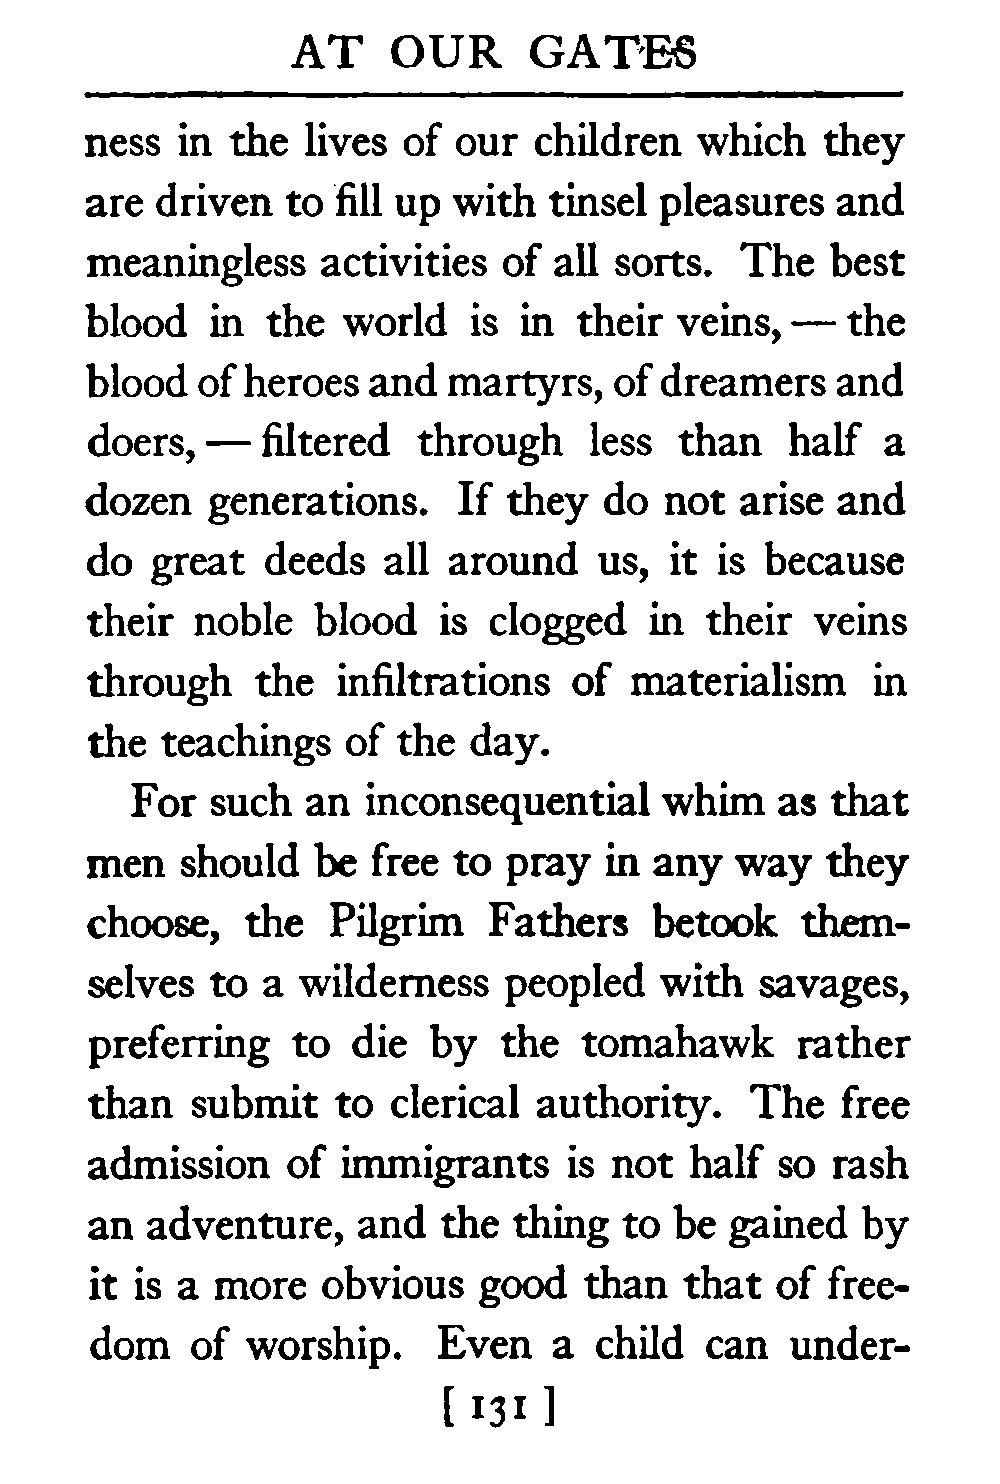 AT OUR GATES
ness in the lives of our children which they
are driven to fill up with tinsel pleasures and
meaningless activities of all sorts. The best
blood in the world is in their veins, — the
blood of heroes and martyrs, of dreamers and
doers, — filtered through less than half a
dozen generations. If they do not arise and
do great deeds all around us, it is because
their noble blood is clogged in their veins
through the infiltrations of materialism in
the teachings of the day.
For such an inconsequential whim as that
men should be free to pray in any way they
choose, the Pilgrim Fathers betook them-
selves to a wilderness peopled with savages,
preferring to die by the tomahawk rather
than submit to clerical authority. The free
admission of immigrants is not half so rash
an adventure, and the thing to be gained by
it is a more obvious good than that of free-
dom of worship. Even a child can under-
[ 131 ]